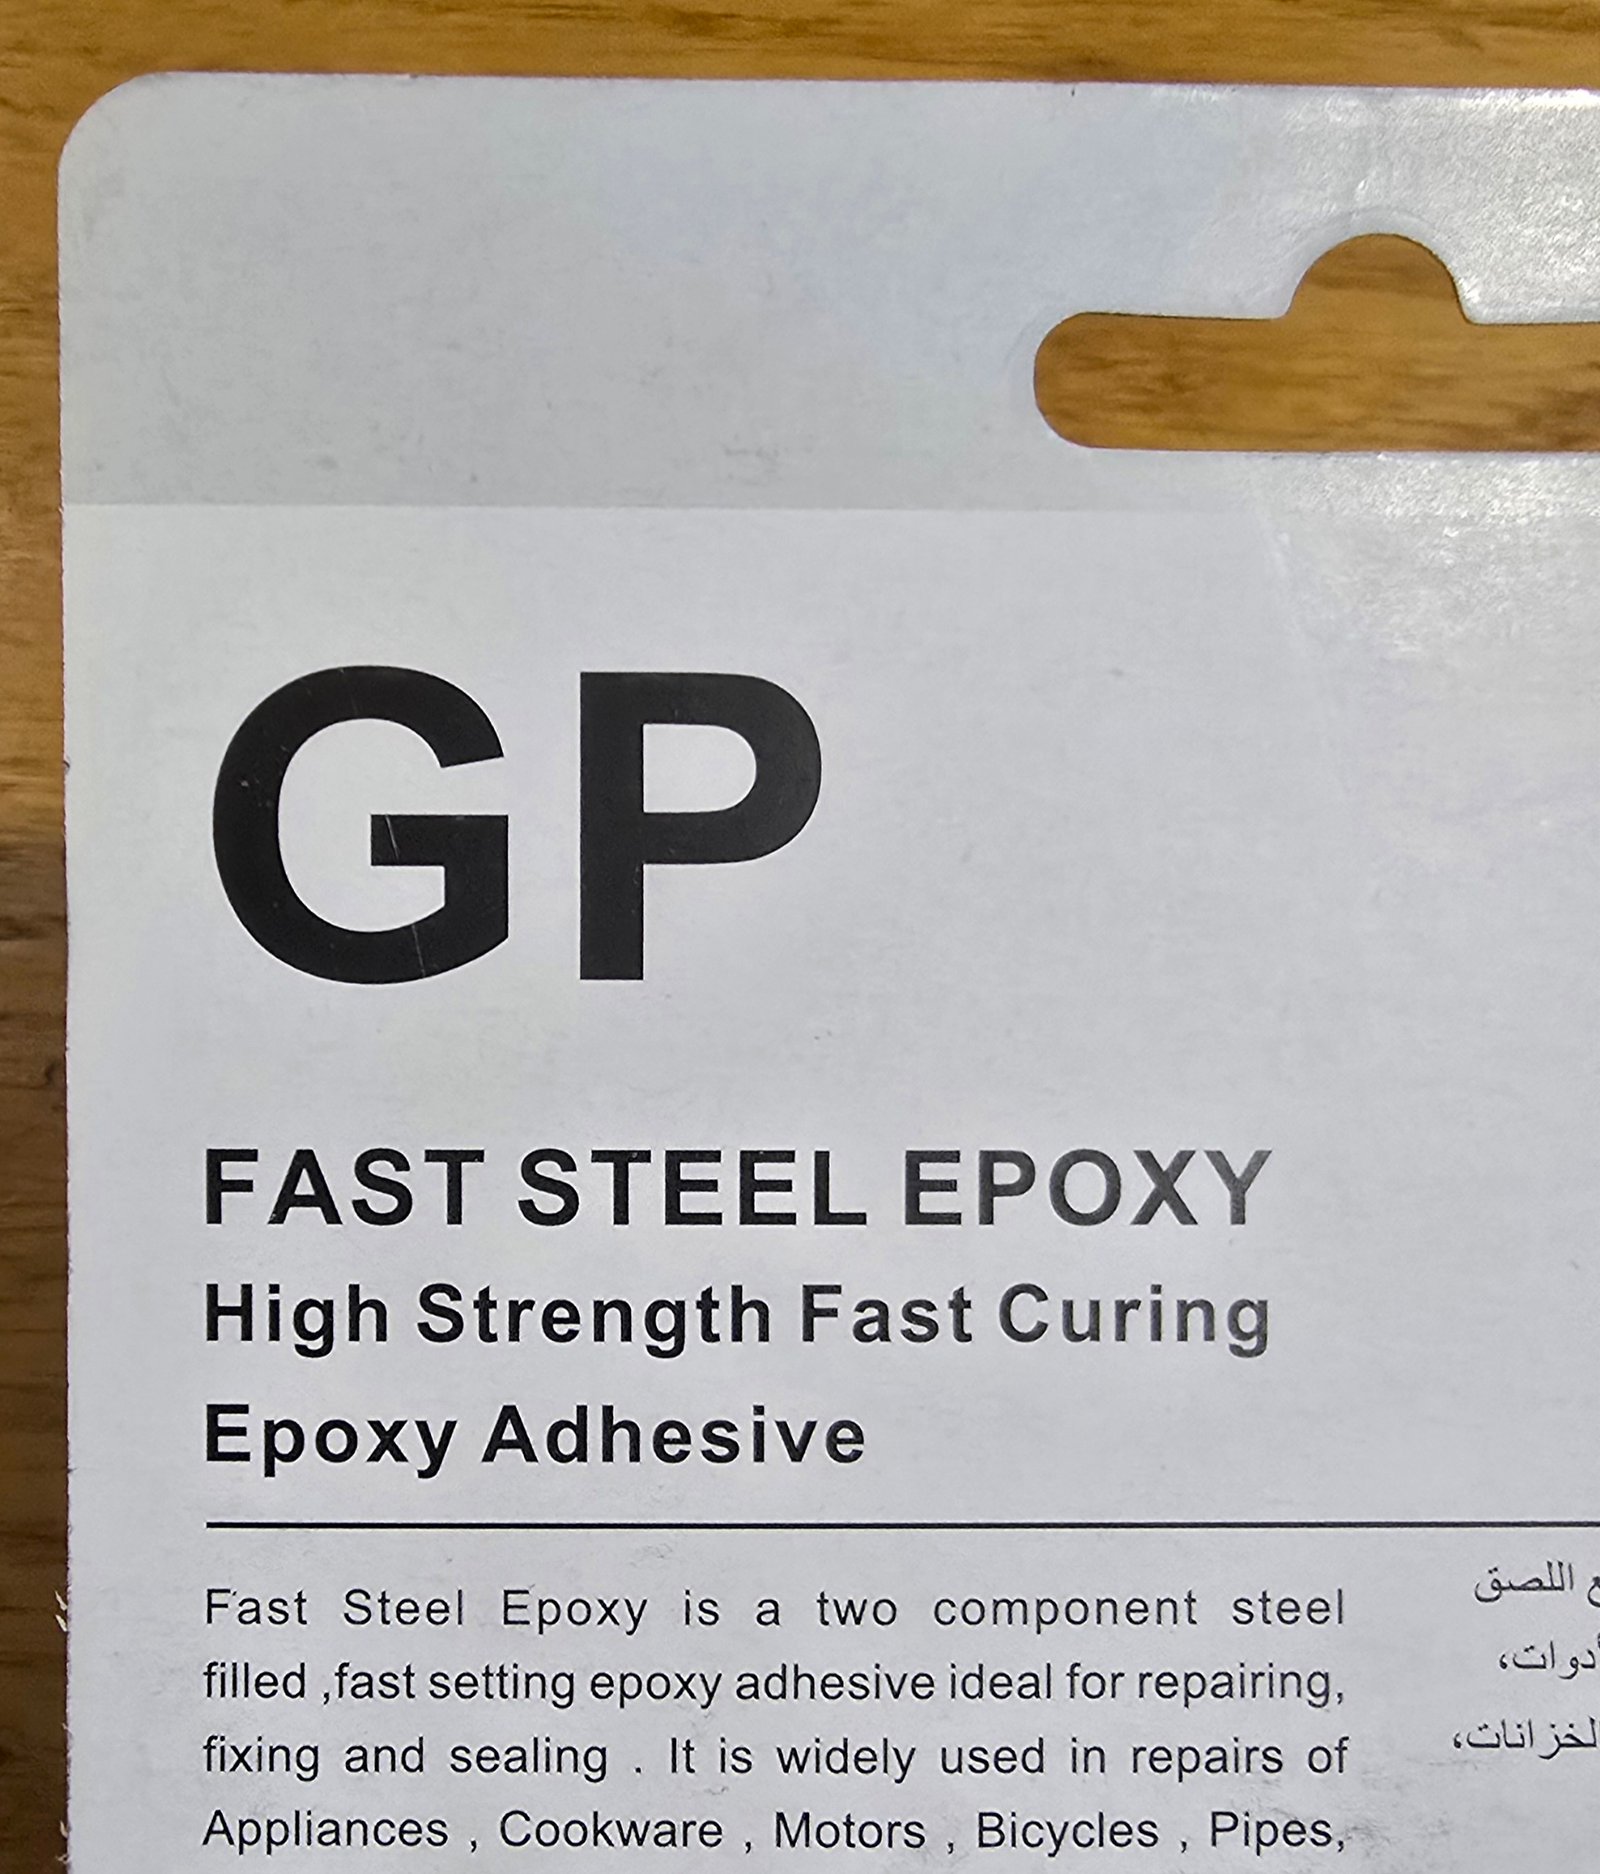 GP
FAST STEEL EPOXY
High Strength Fast Curing
Epoxy Adhesive
Fast Steel Epoxy is a two component steel
filled ,fast setting epoxy adhesive ideal for repairing,
fixing and sealing . It is widely used in repairs of
Appliances , Cookware , Motors , Bicycles , Pipes,
اللصق